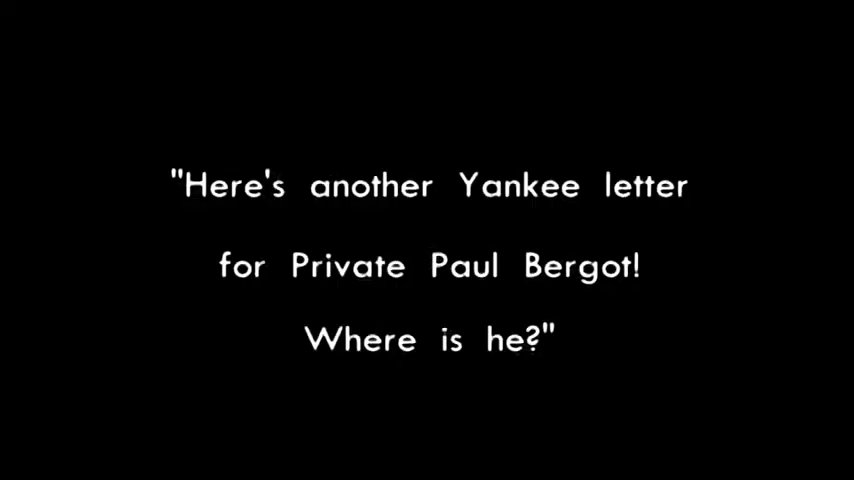 "Here's another Yankee letter
for Private Paul Bergot!
Where is he?"